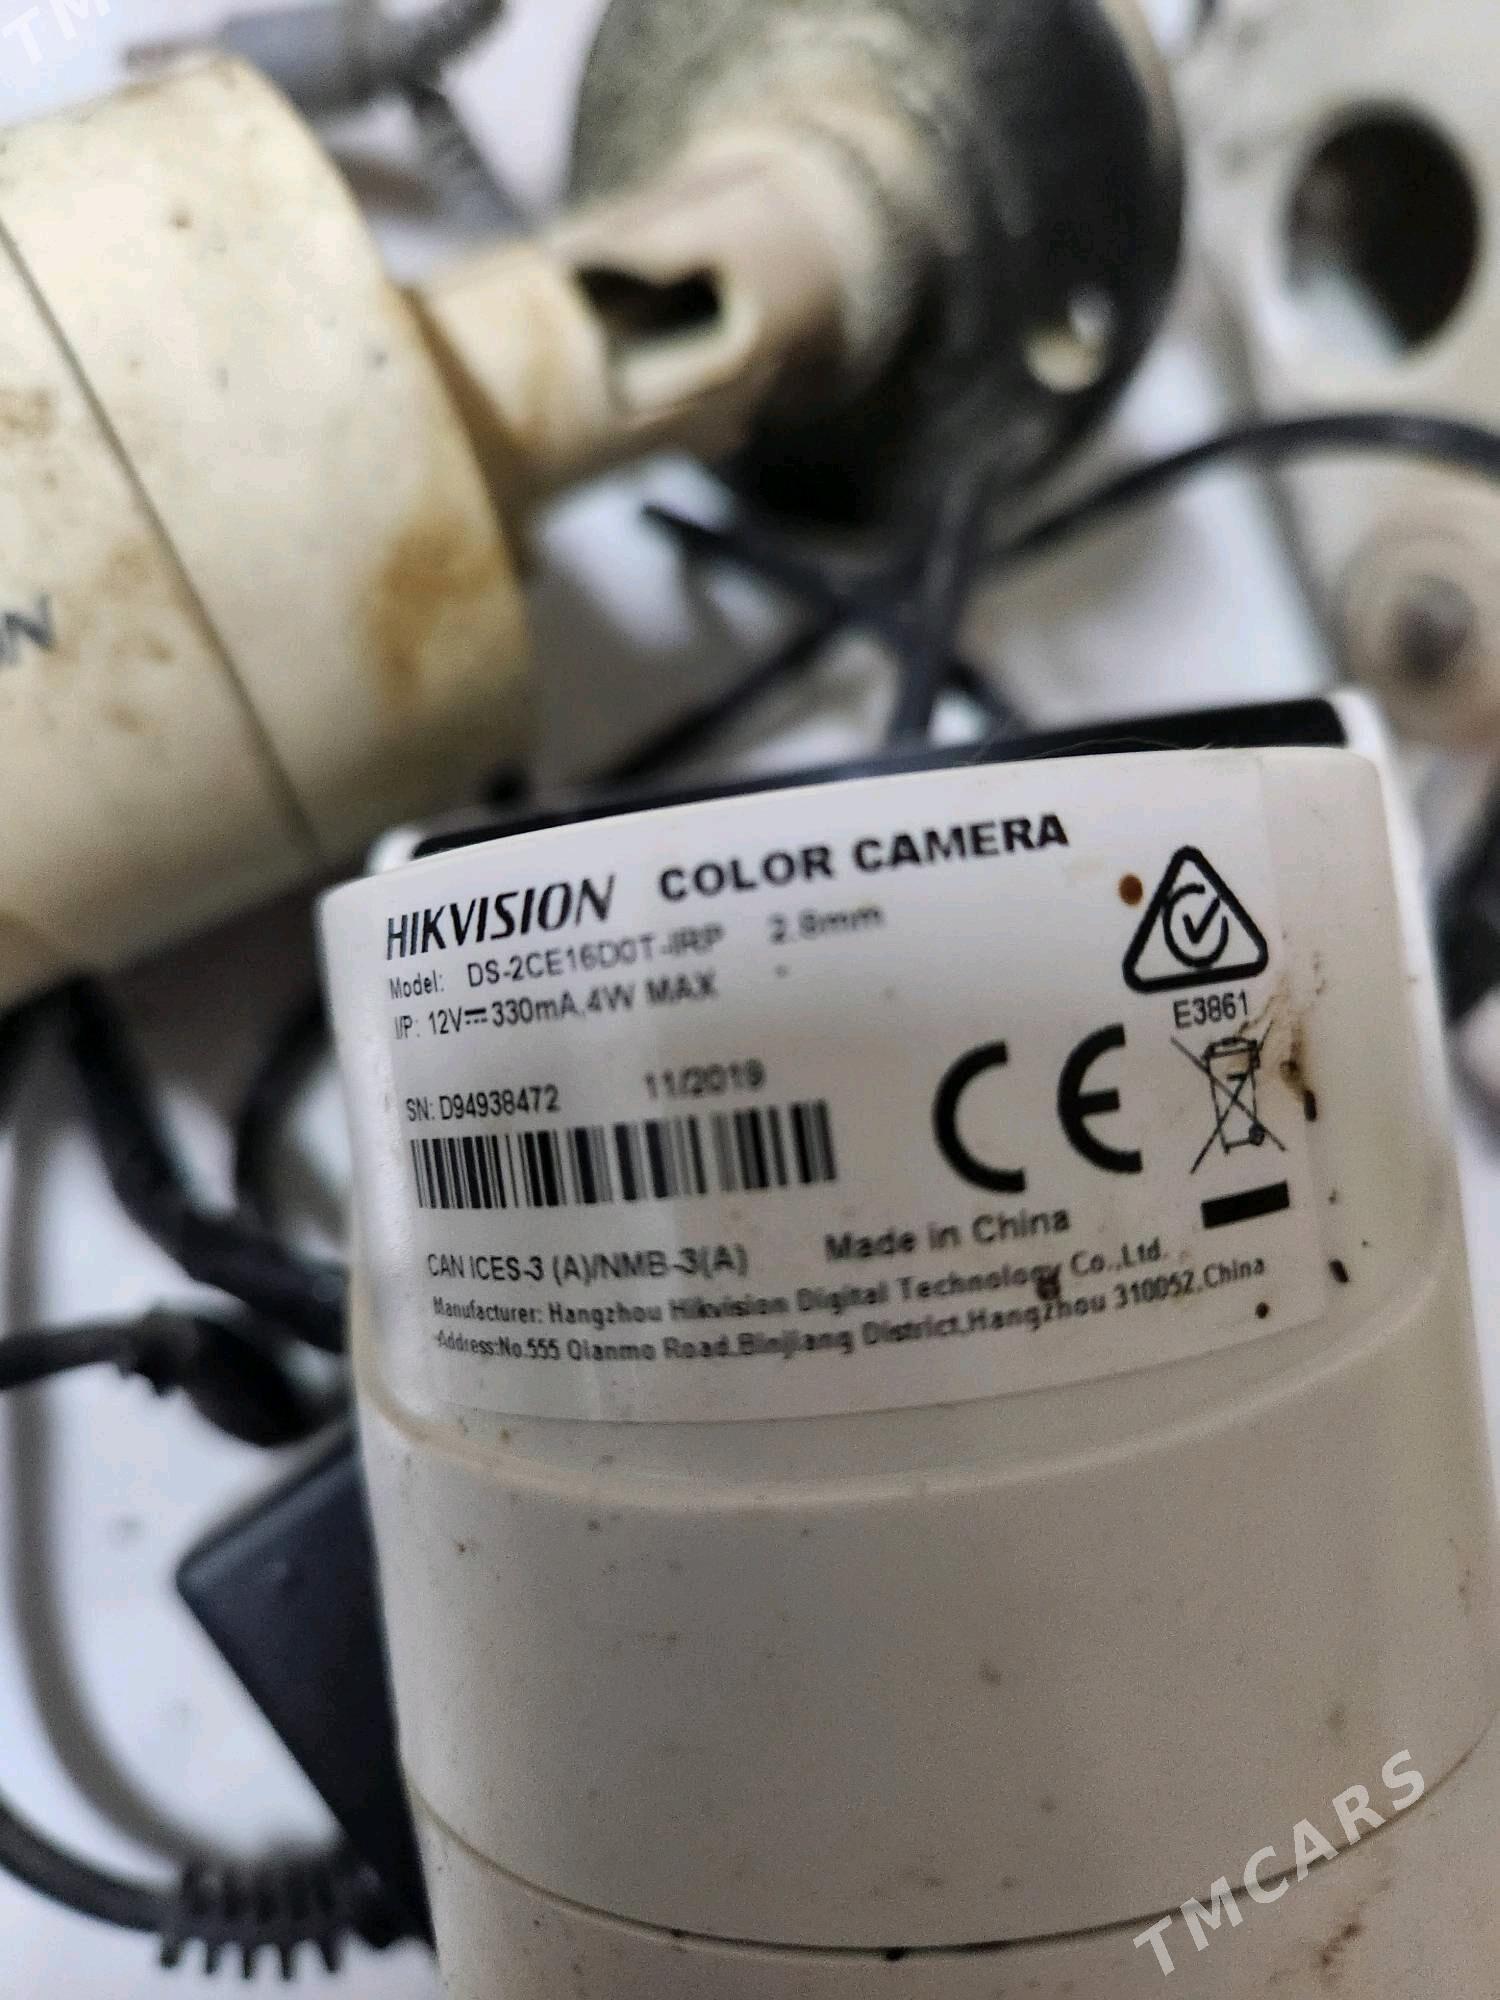 TM
HIKVISION COLOR CAMERA
Model: DS-2CE16D0T-IRP 2.8mm
I/P: 12V⎓330mA,4W MAX
E3861
SN: D94938472 11/2019
7
CE
CAN ICES-3 (A)/NMB-3(A) Made in China
Manufacturer: Hangzhou Hikvision Digital Technology Co.,Ltd.
Address:No.555 Qianmo Road,Binjiang District,Hangzhou 310052,China
TMCARS